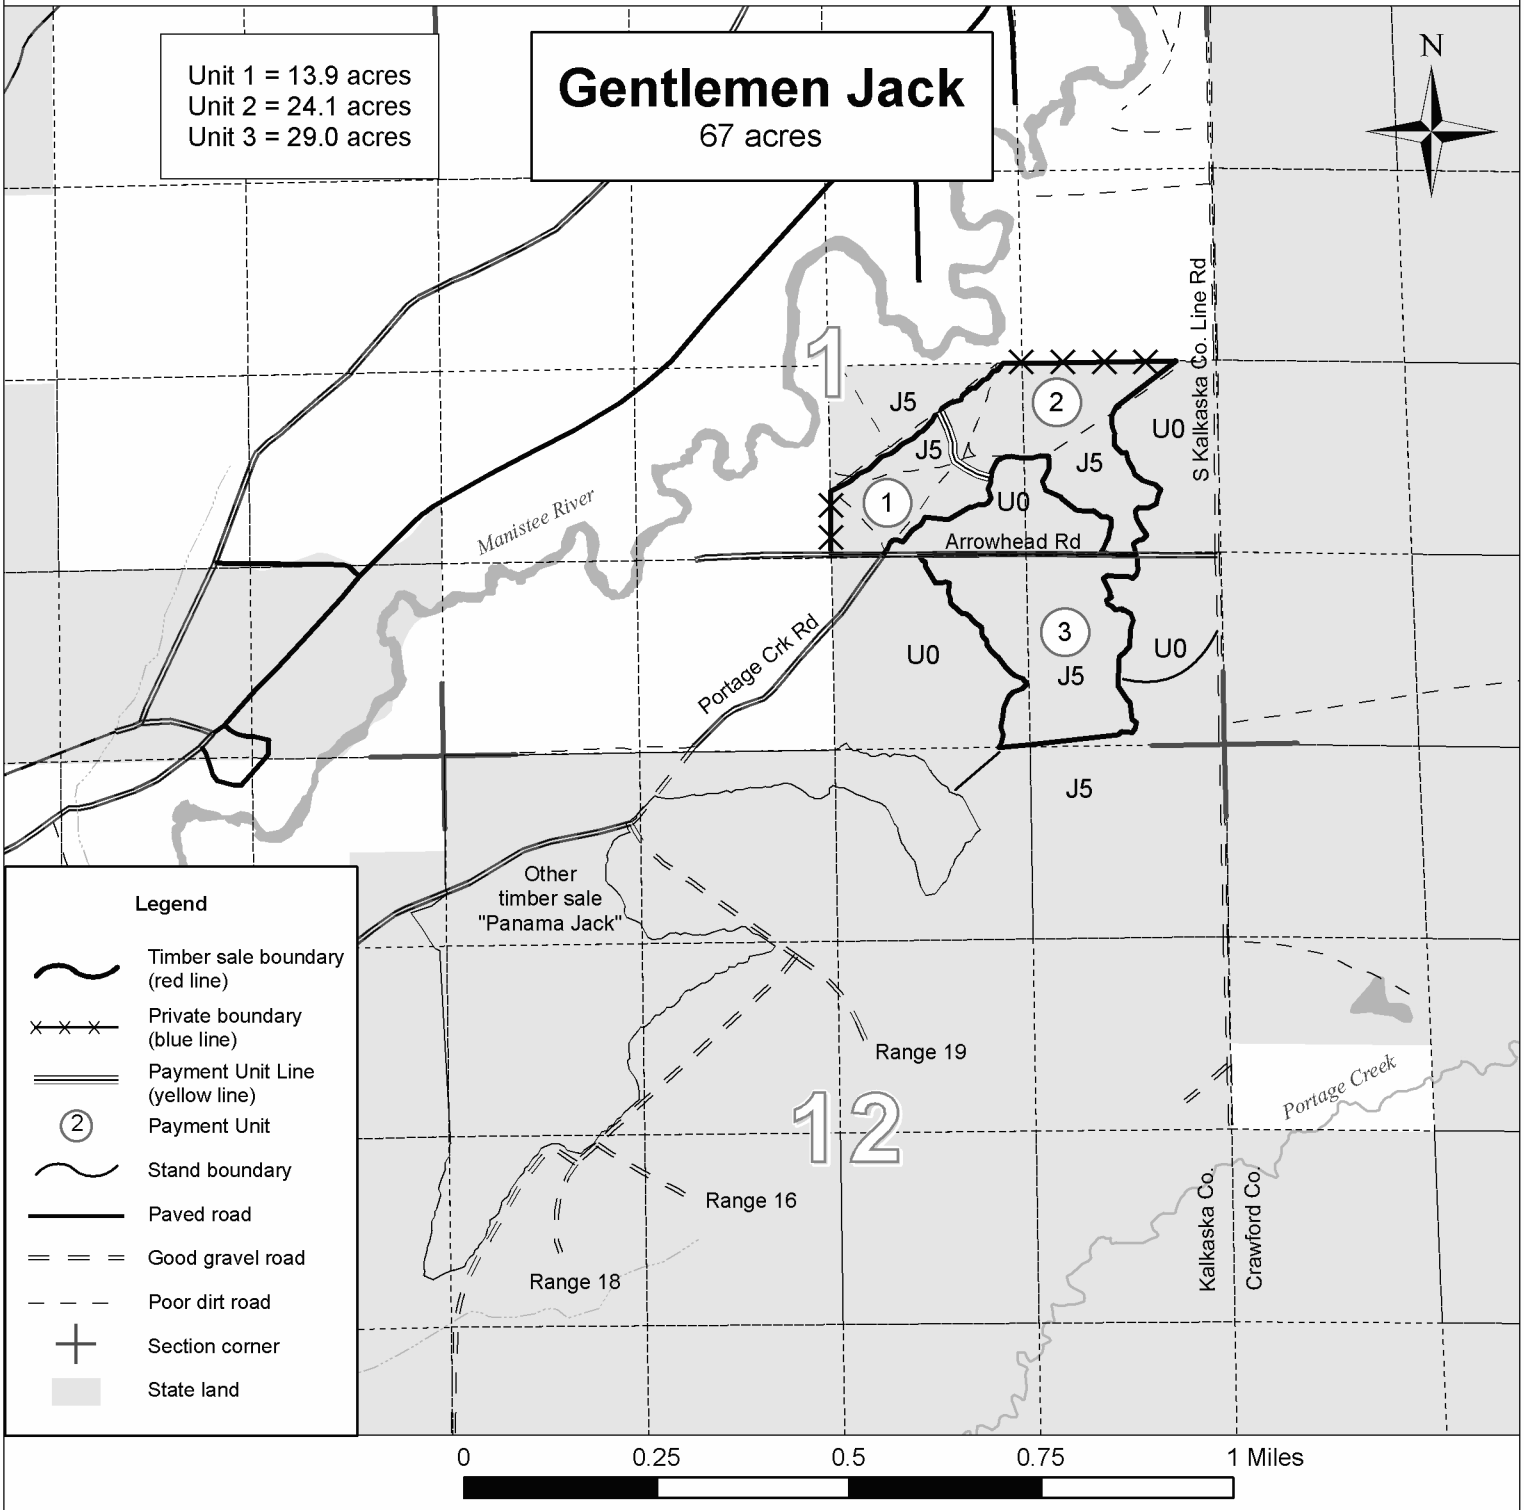 Unit 1 = 13.9 acres
Unit 2 = 24.1 acres
Unit 3 = 29.0 acres
Gentlemen Jack
67 acres
N
S Kalkaska Co. Line Rd
1
J5
2
U0
J5
J5
1
U0
Manistee River
Arrowhead Rd
3
Portage Crk Rd
U0
U0
J5
J5
Other
timber sale
"Panama Jack"
Range 19
Portage Creek
12
Range 16
Kalkaska Co.
Crawford Co.
Range 18
Legend
Timber sale boundary
(red line)
Private boundary
(blue line)
Payment Unit Line
(yellow line)
2
Payment Unit
Stand boundary
Paved road
Good gravel road
Poor dirt road
Section corner
State land
0 0.25 0.5 0.75 1 Miles